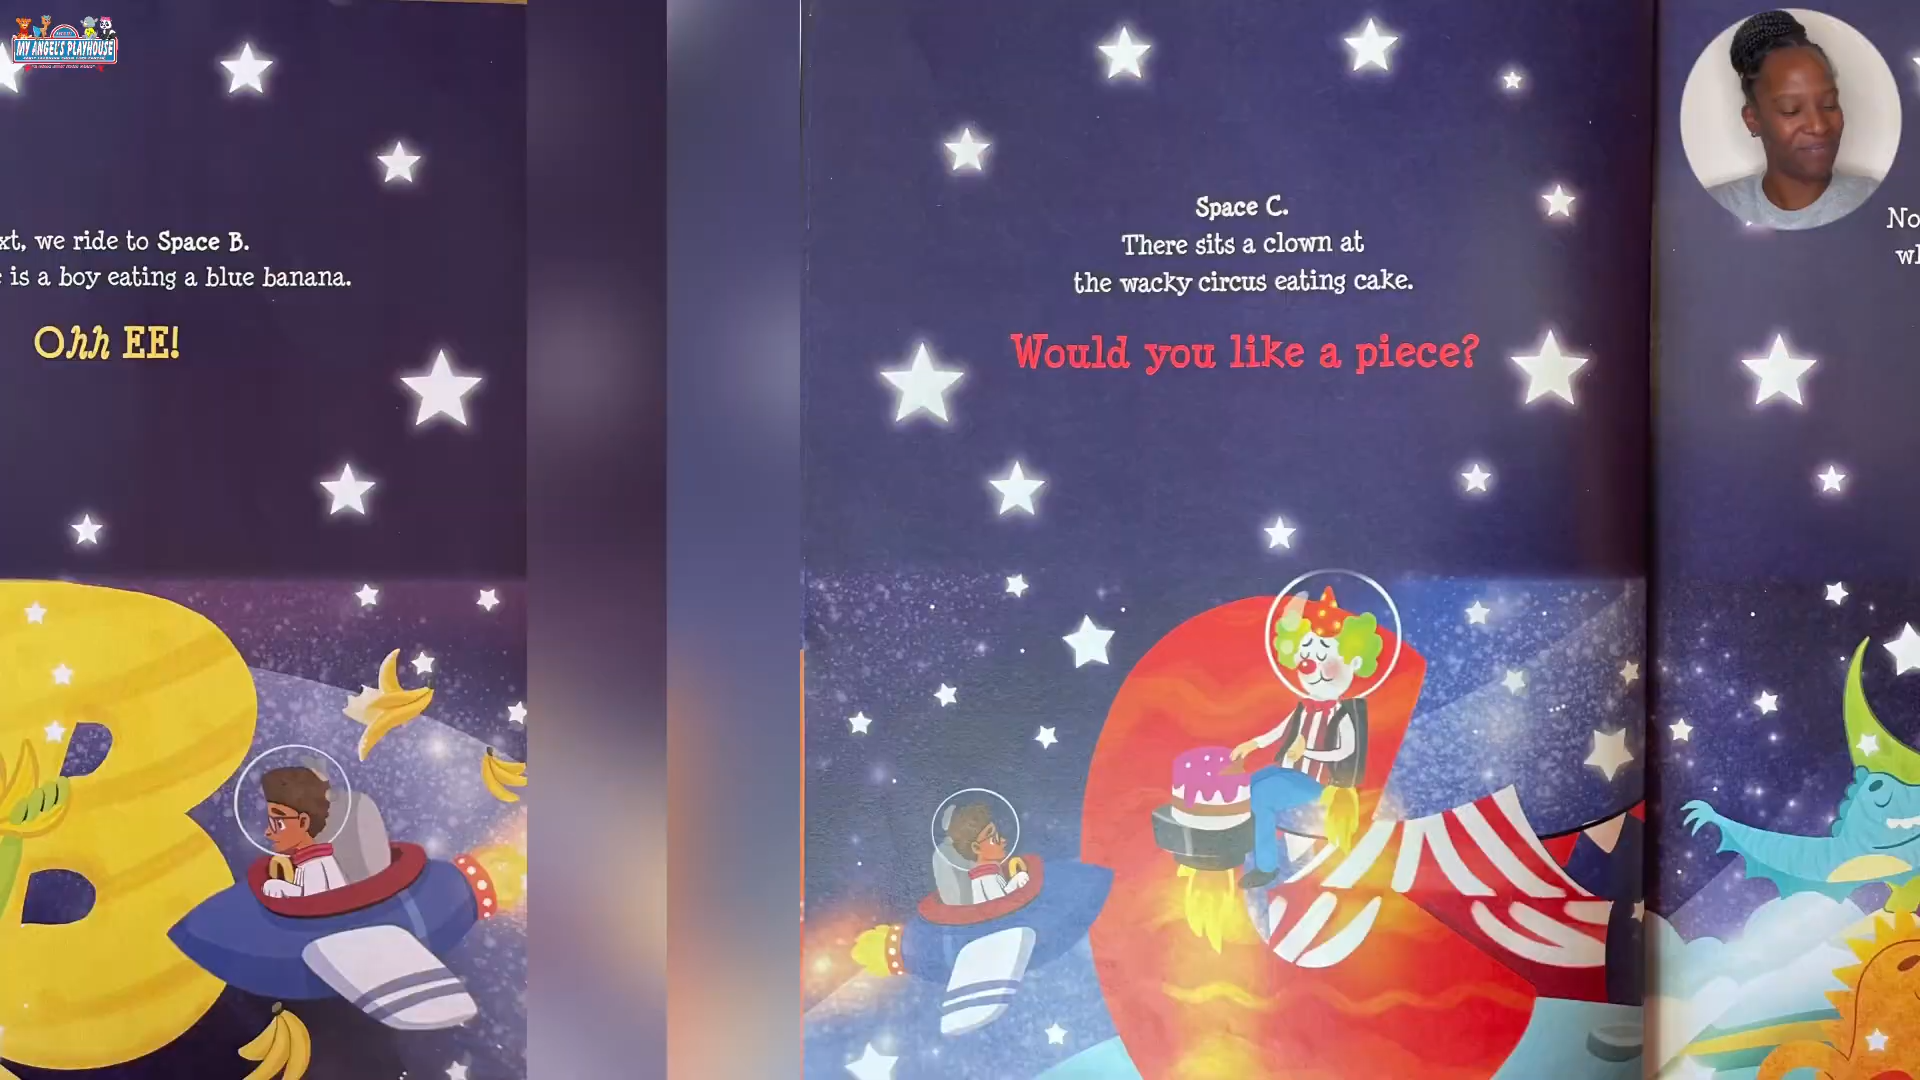 MY ANGEL'S PLAYHOUSE
xt, we ride to Space B.
is a boy eating a blue banana.
Ohh EE!
Space C.
There sits a clown at
the wacky circus eating cake.
Would you like a piece?
No
wh